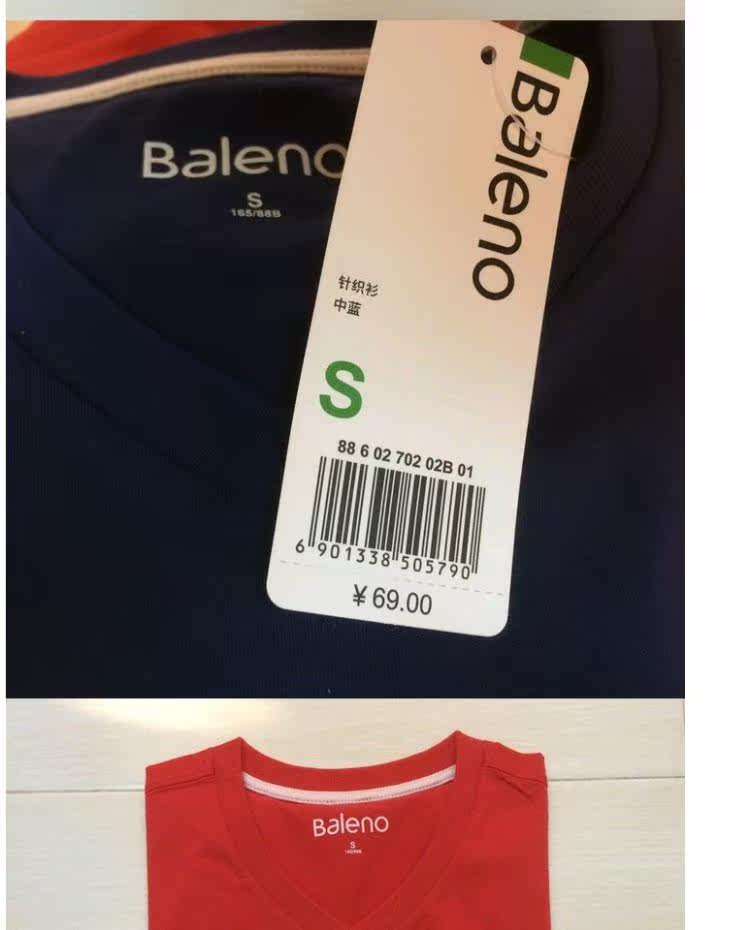 Baleno
S
165/88B
Baleno
针织衫
中蓝
S
88 6 02 702 02B 01
6 901338 505790
¥69.00
Baleno
S